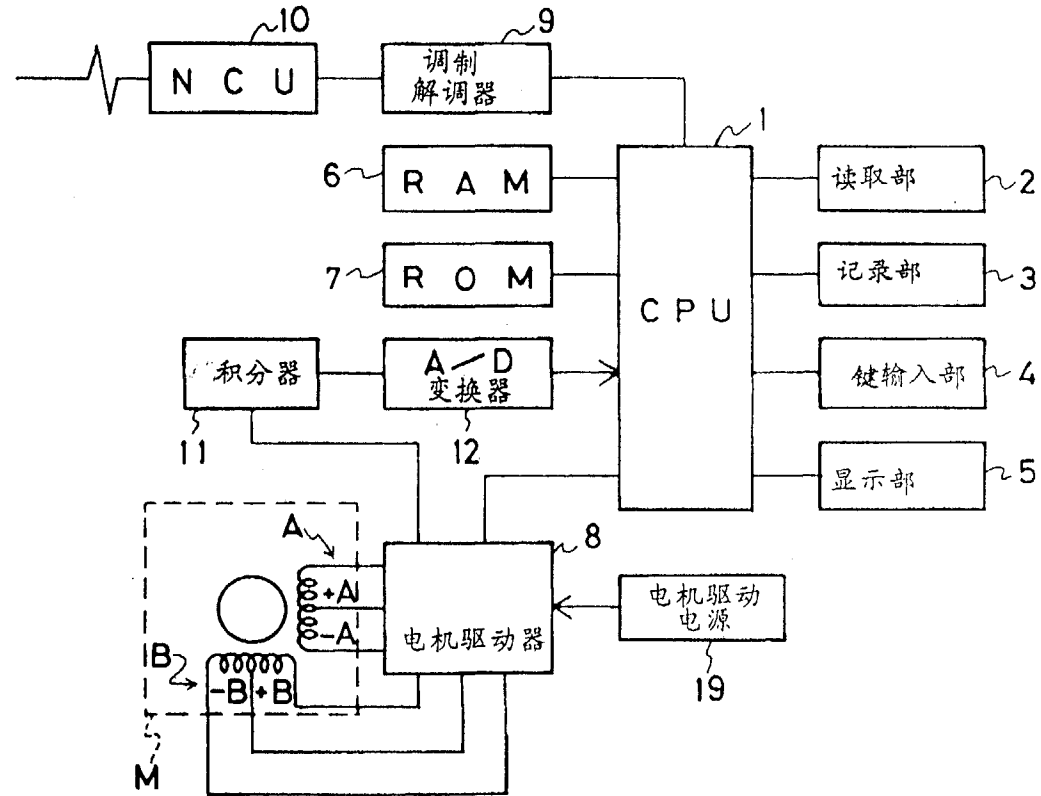 10
N C U
9
调制
解调器
1
6
R A M
读取部
2
7
R O M
C P U
记录部
3
积分器
11
A/D
变换器
12
键输入部
4
显示部
5
A
+A
-A
8
电机驱动器
电机驱动
电源
19
B
-B +B
M